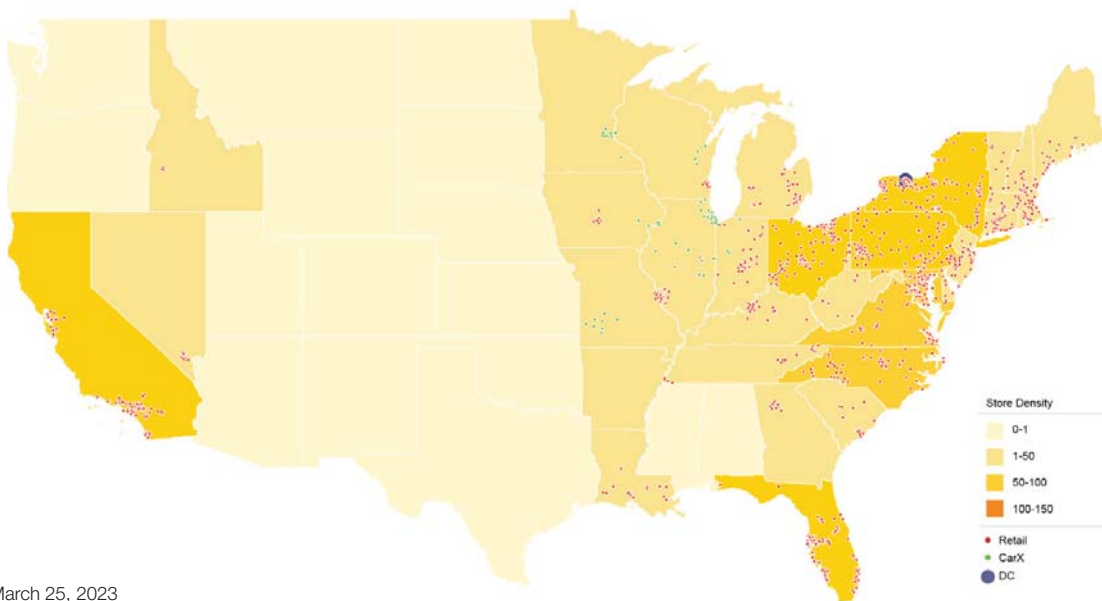 Store Density
0-1
1-50
50-100
100-150
Retail
CarX
DC
March 25, 2023